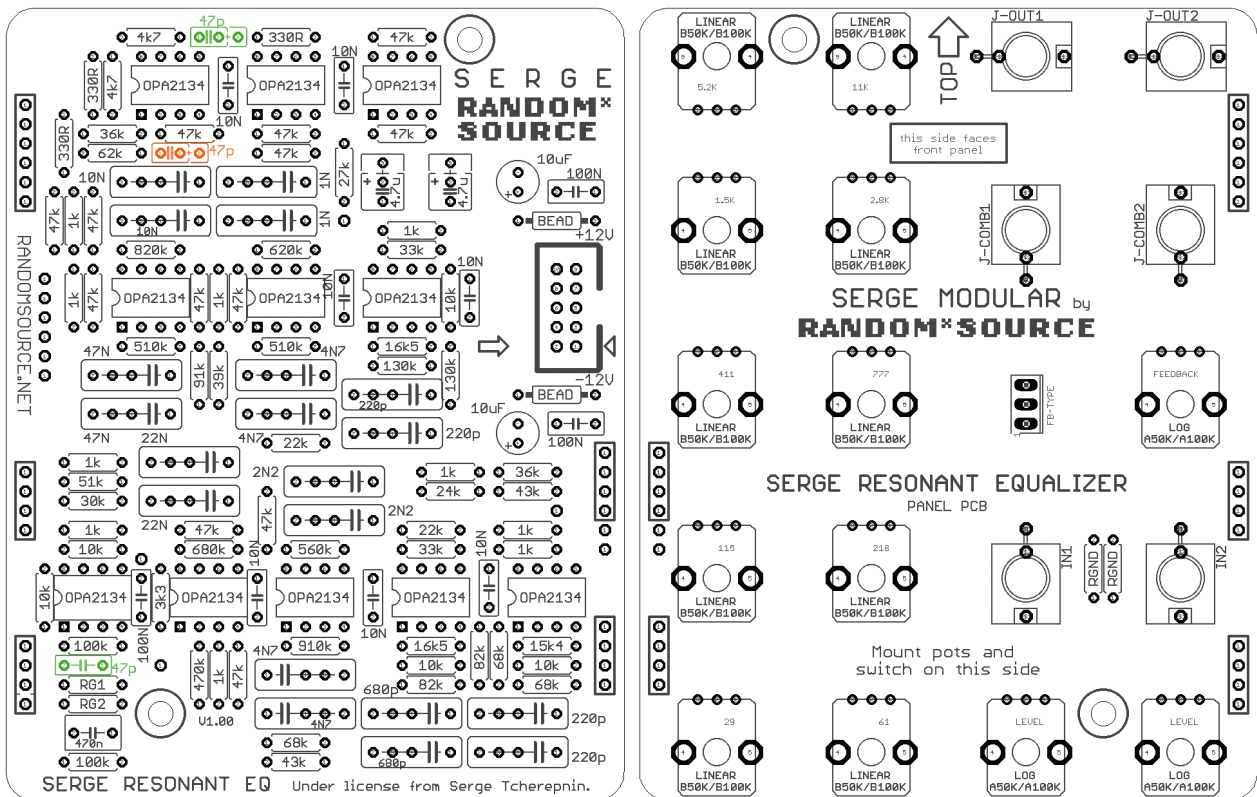 47p
4k7
330R
47k
10N
330R
4k7
OPA2134
OPA2134
OPA2134
10N
10N
SERGE
RANDOM*
SOURCE
36k
47k
47k
47k
330R
62k
47p
47k
27k
10uF
100N
10N
1N
4.7u
4.7u
+
+
+
47k
1k
47k
10N
1N
BEAD
+12V
820k
620k
1k
33k
10N
RANDOMSOURCE.NET
1k
47k
OPA2134
47k
1k
47k
OPA2134
10N
OPA2134
10k
510k
510k
16k5
130k
130k
47N
91k
39k
4N7
-12V
BEAD
220p
10uF
100N
+
47N
22N
4N7
22k
220p
1k
51k
30k
2N2
1k
24k
36k
43k
22N
47k
2N2
1k
10k
47k
680k
10N
560k
22k
33k
10N
1k
1k
10k
OPA2134
3k3
OPA2134
OPA2134
OPA2134
OPA2134
100N
10N
100k
910k
16k5
15k4
47p
4N7
10k
82k
68k
10k
RG1
470k
1k
47k
82k
68k
RG2
680p
V1.00
4N7
220p
470n
68k
100k
43k
680p
220p
SERGE RESONANT EQ
Under license from Serge Tcherepnin.
LINEAR
B50K/B100K
5.2K
LINEAR
B50K/B100K
11K
TOP
J-OUT1
J-OUT2
this side faces
front panel
1.5K
LINEAR
B50K/B100K
2.8K
LINEAR
B50K/B100K
J-COMB1
J-COMB2
SERGE MODULAR by
RANDOM*SOURCE
411
LINEAR
B50K/B100K
777
LINEAR
B50K/B100K
1
FB-TYPE
FEEDBACK
LOG
A50K/A100K
SERGE RESONANT EQUALIZER
PANEL PCB
115
LINEAR
B50K/B100K
218
LINEAR
B50K/B100K
IN1
RGND
RGND
IN2
Mount pots and
switch on this side
29
LINEAR
B50K/B100K
61
LINEAR
B50K/B100K
LEVEL
LOG
A50K/A100K
LEVEL
LOG
A50K/A100K